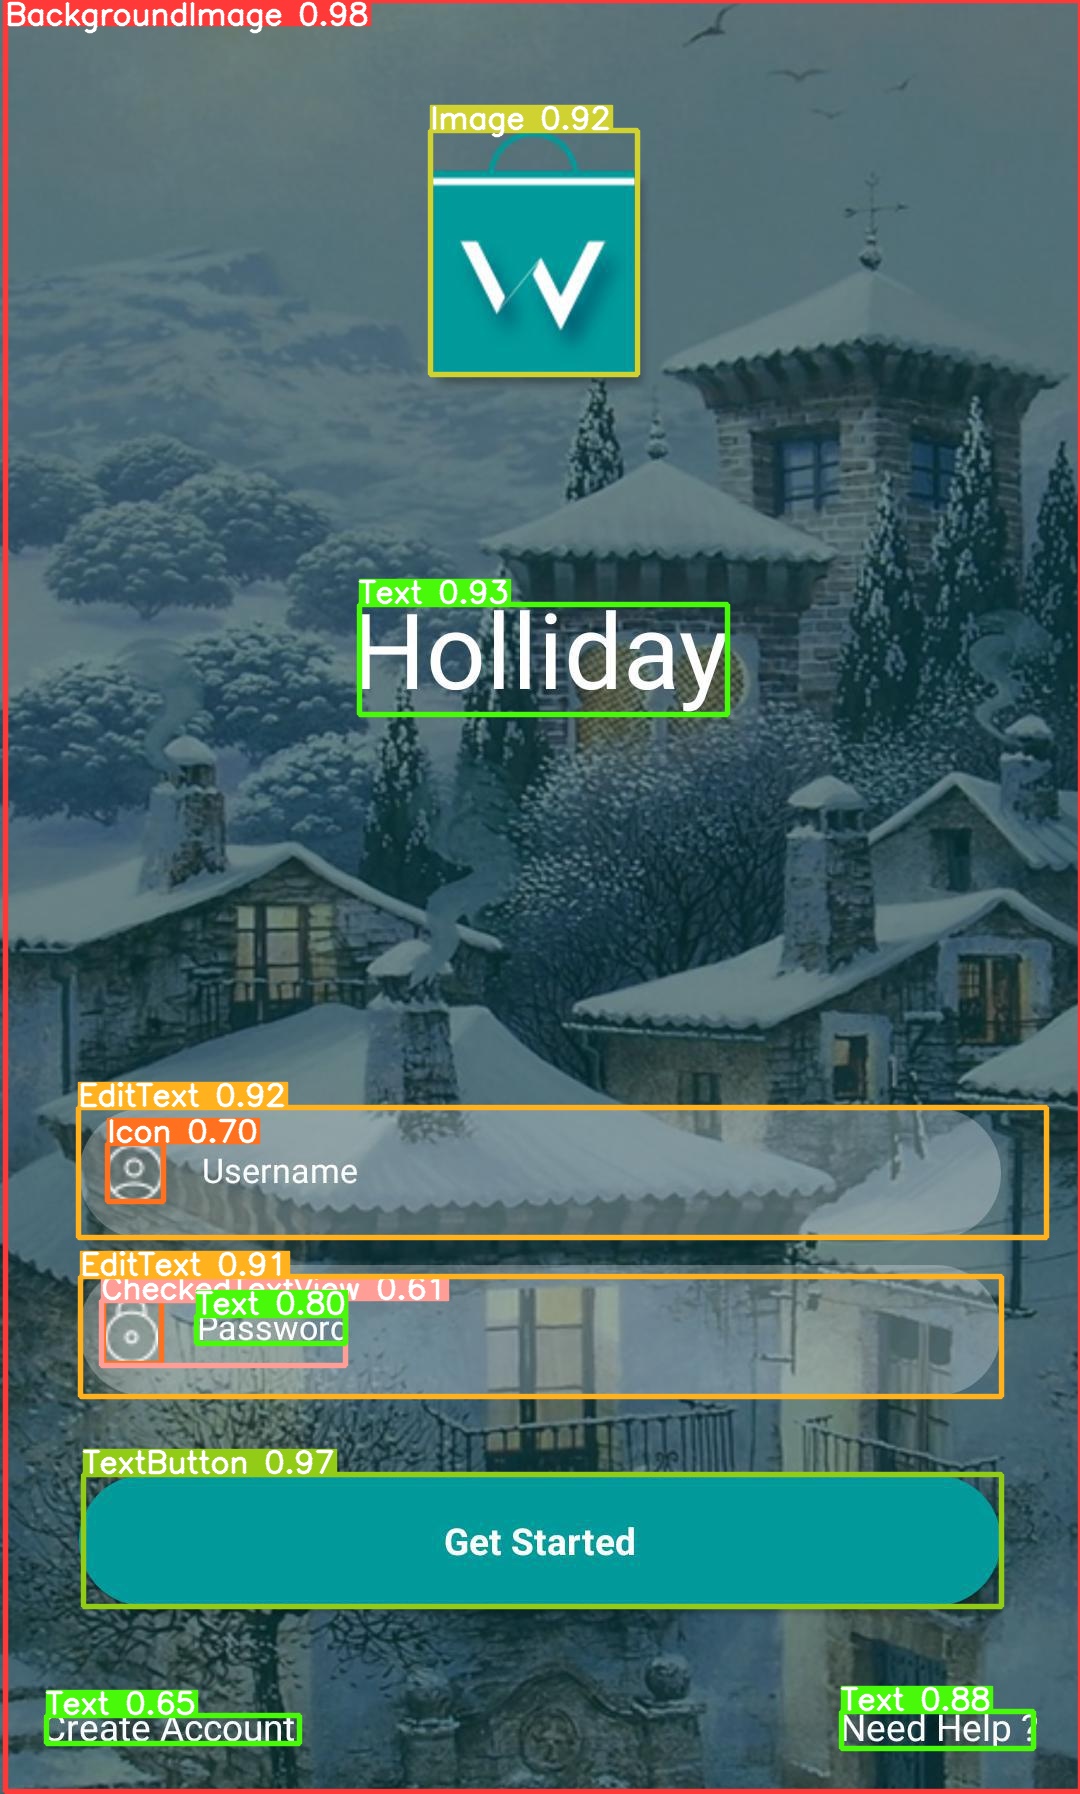 BackgroundImage 0.98
Image 0.92
W
Text 0.93
Holliday
EditText 0.92
Icon 0.70
Username
EditText 0.91
CheckedTextView 0.61
Text 0.80
Password
TextButton 0.97
Get Started
Text 0.65
Create Account
Text 0.88
Need Help ?